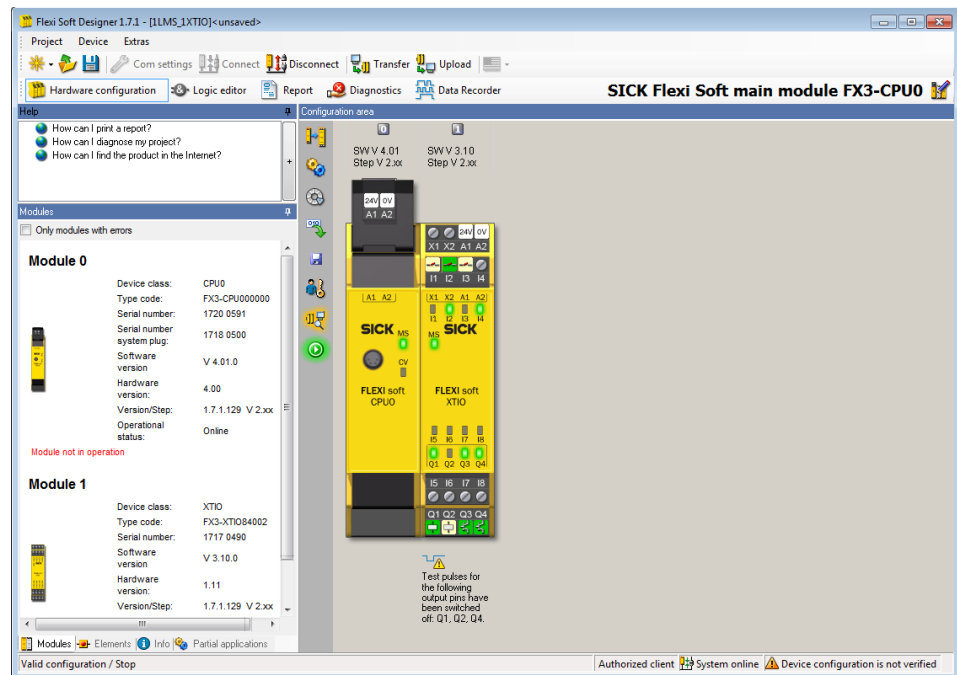 Flexi Soft Designer 1.7.1 - [1LMS_1XTIO]<unsaved>
Project Device Extras
Com settings Connect Disconnect Transfer Upload
Hardware configuration Logic editor Report Diagnostics Data Recorder SICK Flexi Soft main module FX3-CPU0
Help
How can I print a report?
How can I diagnose my project?
How can I find the product in the Internet?
+
Modules
Only modules with errors
Module 0
Device class: CPU0
Type code: FX3-CPU000000
Serial number: 1720 0591
Serial number
system plug: 1718 0500
Software
version V 4.01.0
Hardware
version: 4.00
Version/Step: 1.7.1.129 V 2.xx
Operational
status: Online
Module not in operation
Module 1
Device class: XTIO
Type code: FX3-XTIO84002
Serial number: 1717 0490
Software
version V 3.10.0
Hardware
version: 1.11
Version/Step: 1.7.1.129 V 2.xx
Modules Elements Info Partial applications
Configuration area
0 1
SW V 4.01 SW V 3.10
Step V 2.xx Step V 2.xx
24V 0V
A1 A2
24V 0V
X1 X2 A1 A2
I1 I2 I3 I4
A1 A2 X1 X2 A1 A2
I1 I2 I3 I4
SICK MS MS SICK
CV
FLEXI soft FLEXI soft
CPU0 XTIO
I5 I6 I7 I8
Q1 Q2 Q3 Q4
I5 I6 I7 I8
Q1 Q2 Q3 Q4
Test pulses for
the following
output pins have
been switched
off: Q1, Q2, Q4.
Valid configuration / Stop Authorized client System online Device configuration is not verified